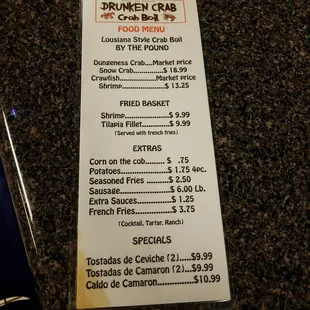 DRUNKEN CRAB
Crab Boil
FOOD MENU
Lousiana Style Crab Boil
BY THE POUND
Dungeness Crab....Market price
Snow Crab............$ 18.99
Crawfish..............Market price
Shrimp................$ 13.25
FRIED BASKET
Shrimp.................$ 9.99
Tilapia Fillet..........$ 9.99
(Served with french fries)
EXTRAS
Corn on the cob......... $ .75
Potatoes...................$ 1.75 4pc.
Seasoned Fries ........$ 2.50
Sausage....................$ 6.00 Lb.
Extra Sauces............$ 1.25
French Fries.............$ 3.75
(Cocktail, Tartar, Ranch)
SPECIALS
Tostadas de Ceviche (2).....$9.99
Tostadas de Camaron (2)...$9.99
Caldo de Camaron................$10.99